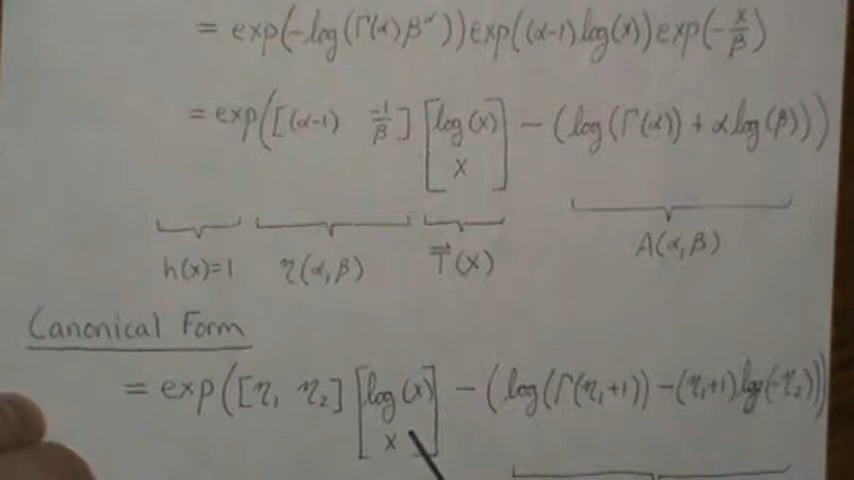 = exp(-log(Γ(α)β^α))exp((α-1)log(x))exp(-x/β)
= exp([(α-1) -1/β] [log(x) x] - (log(Γ(α)) + αlog(β)))
h(x)=1 η(α,β) T⃗(x) A(α,β)
Canonical Form
= exp([η₁ η₂] [log(x) x] - (log(Γ(η₁+1)) - (η₁+1)log(-η₂)))